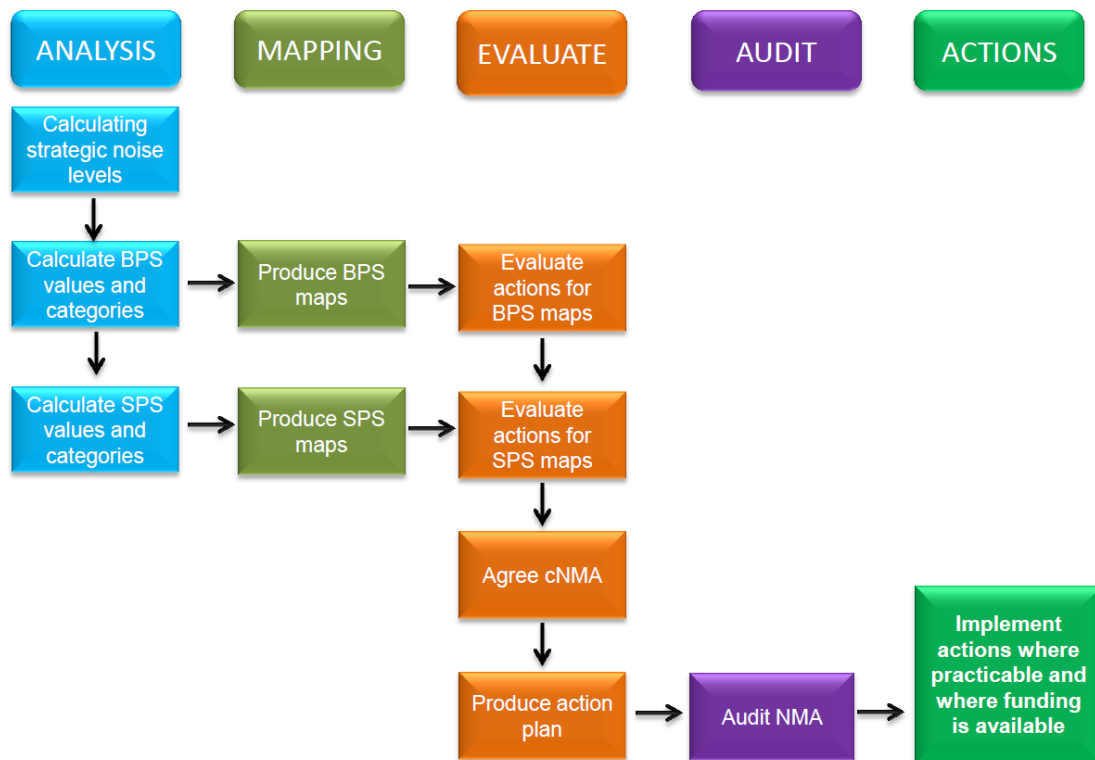 ANALYSIS
MAPPING
EVALUATE
AUDIT
ACTIONS
Calculating
strategic noise
levels
Calculate BPS
values and
categories
Produce BPS
maps
Evaluate
actions for
BPS maps
Calculate SPS
values and
categories
Produce SPS
maps
Evaluate
actions for
SPS maps
Agree cNMA
Produce action
plan
Audit NMA
Implement
actions where
practicable and
where funding
is available